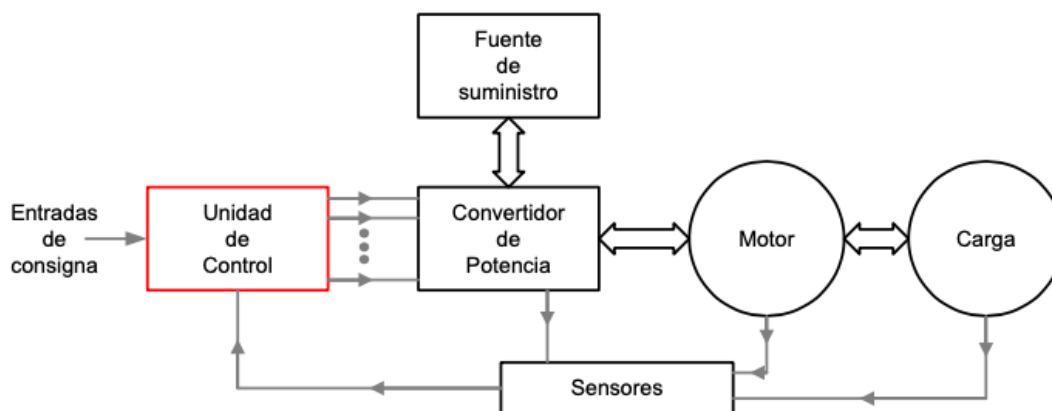 Fuente
de
suministro
Entradas
de
consigna
Unidad
de
Control
Convertidor
de
Potencia
Motor
Carga
Sensores